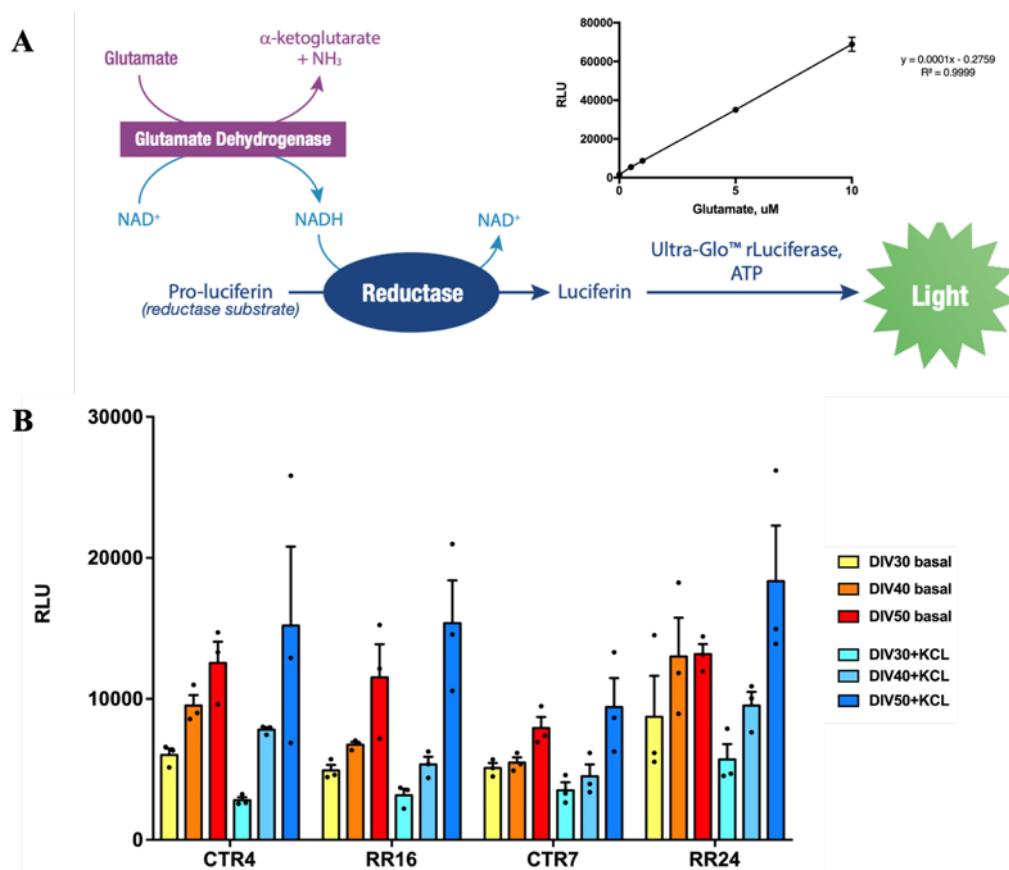 A
Glutamate
α-ketoglutarate
+ NH₃
Glutamate Dehydrogenase
NAD⁺
NADH
NAD⁺
Pro-luciferin
(reductase substrate)
Reductase
Luciferin
Ultra-Glo™ rLuciferase,
ATP
Light
RLU
80000
60000
40000
20000
0
0
5
10
Glutamate, uM
y = 0.0001x - 0.2759
R² = 0.9999
B
RLU
30000
20000
10000
0
CTR4
RR16
CTR7
RR24
DIV30 basal
DIV40 basal
DIV50 basal
DIV30+KCL
DIV40+KCL
DIV50+KCL